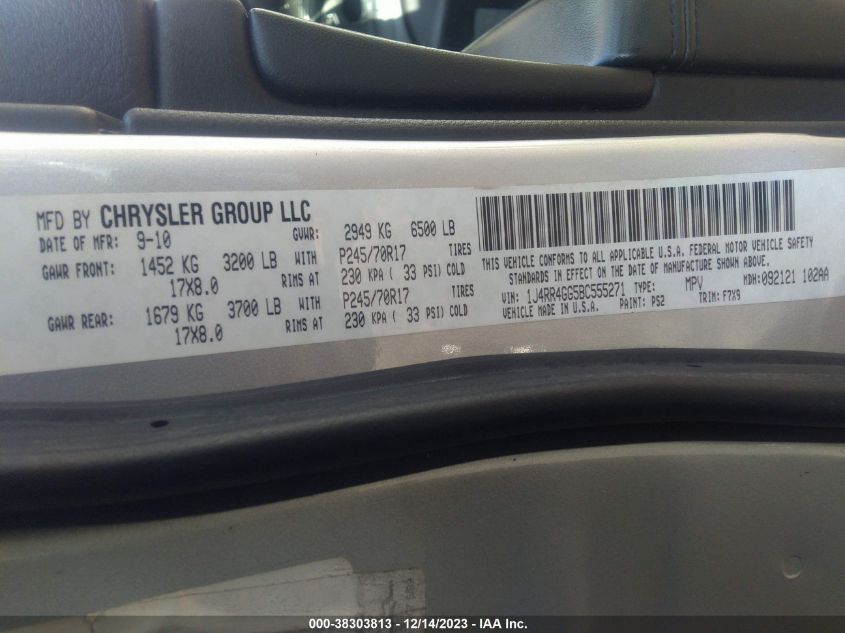 MFD BY CHRYSLER GROUP LLC
DATE OF MFR: 9-10 GVWR: 2949 KG 6500 LB
GAWR FRONT: 1452 KG 3200 LB WITH P245/70R17 TIRES
17X8.0 RIMS AT 230 KPA ( 33 PSI) COLD
GAWR REAR: 1679 KG 3700 LB WITH P245/70R17 TIRES
17X8.0 RIMS AT 230 KPA ( 33 PSI) COLD
THIS VEHICLE CONFORMS TO ALL APPLICABLE U.S.A. FEDERAL MOTOR VEHICLE SAFETY
STANDARDS IN EFFECT ON THE DATE OF MANUFACTURE SHOWN ABOVE.
VIN: 1J4RR4GG5BC555271 TYPE: MPV MDH:092121 102AA
VEHICLE MADE IN U.S.A. PAINT: PS2 TRIM: F7X9
000-38303813 - 12/14/2023 - IAA Inc.